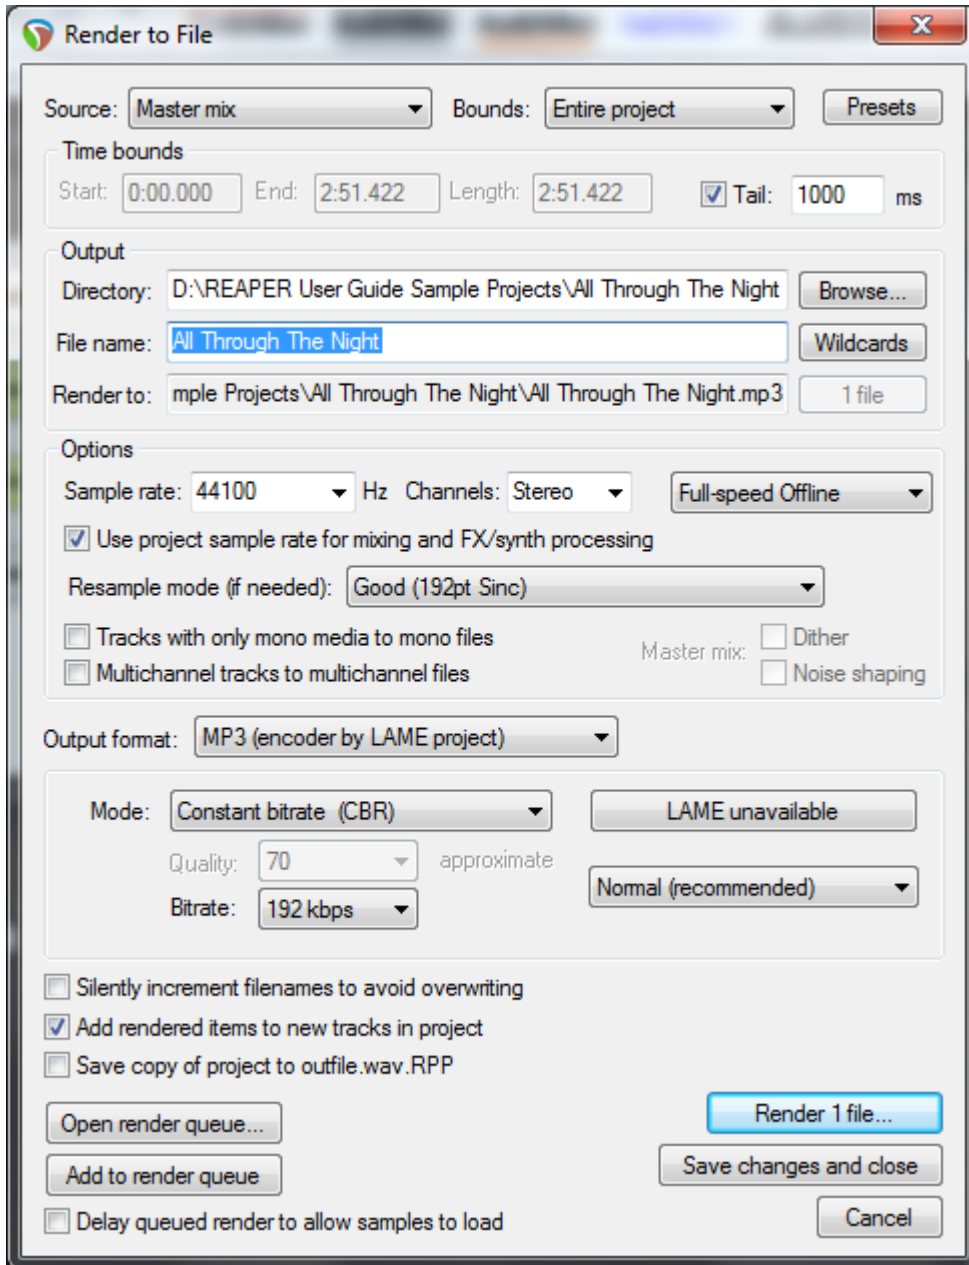 Render to File
Source: Master mix Bounds: Entire project Presets
Time bounds
Start: 0:00.000 End: 2:51.422 Length: 2:51.422 Tail: 1000 ms
Output
Directory: D:\REAPER User Guide Sample Projects\All Through The Night Browse...
File name: All Through The Night Wildcards
Render to: mple Projects\All Through The Night\All Through The Night.mp3 1 file
Options
Sample rate: 44100 Hz Channels: Stereo Full-speed Offline
Use project sample rate for mixing and FX/synth processing
Resample mode (if needed): Good (192pt Sinc)
Tracks with only mono media to mono files Master mix: Dither
Multichannel tracks to multichannel files Noise shaping
Output format: MP3 (encoder by LAME project)
Mode: Constant bitrate (CBR) LAME unavailable
Quality: 70 approximate
Bitrate: 192 kbps Normal (recommended)
Silently increment filenames to avoid overwriting
Add rendered items to new tracks in project
Save copy of project to outfile.wav.RPP
Open render queue... Render 1 file...
Add to render queue Save changes and close
Delay queued render to allow samples to load Cancel